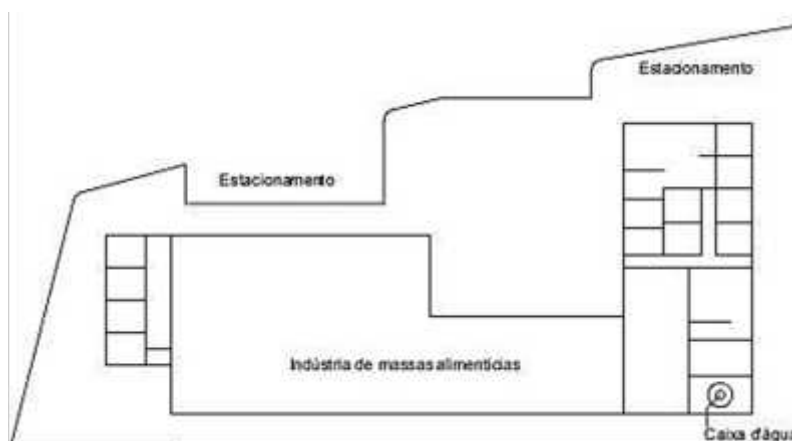 Estacionamento
Estacionamento
Indústria de massas alimentícias
Caixa d'água